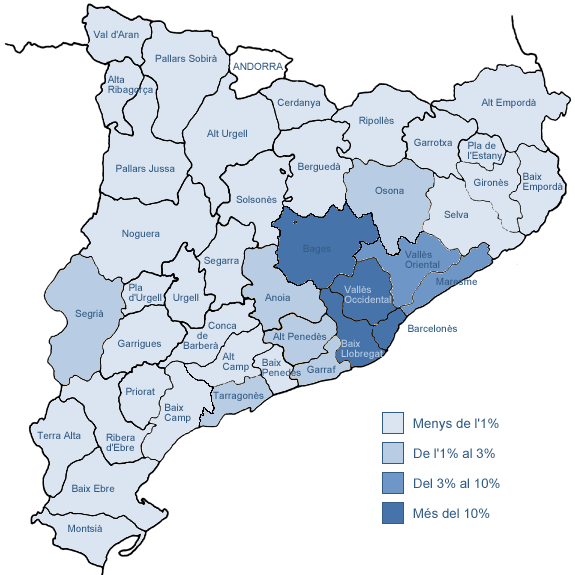 Val d'Aran
Pallars Sobirà
ANDORRA
Alta
Ribagorça
Cerdanya
Alt Empordà
Ripollès
Alt Urgell
Garrotxa
Pla de
l'Estany
Pallars Jussa
Berguedà
Gironès
Baix
Empordà
Osona
Solsonès
Selva
Noguera
Bages
Segarra
Vallès
Oriental
Maresme
Pla
d'Urgell
Urgell
Anoia
Vallès
Occidental
Segrià
Conca
de
Barberà
Barcelonès
Garrigues
Alt Penedès
Baix
Llobregat
Alt
Camp
Baix
Penedès
Garraf
Priorat
Tarragonès
Baix
Camp
Terra Alta
Ribera
d'Ebre
Baix Ebre
Montsià
Menys de l'1%
De l'1% al 3%
Del 3% al 10%
Més del 10%